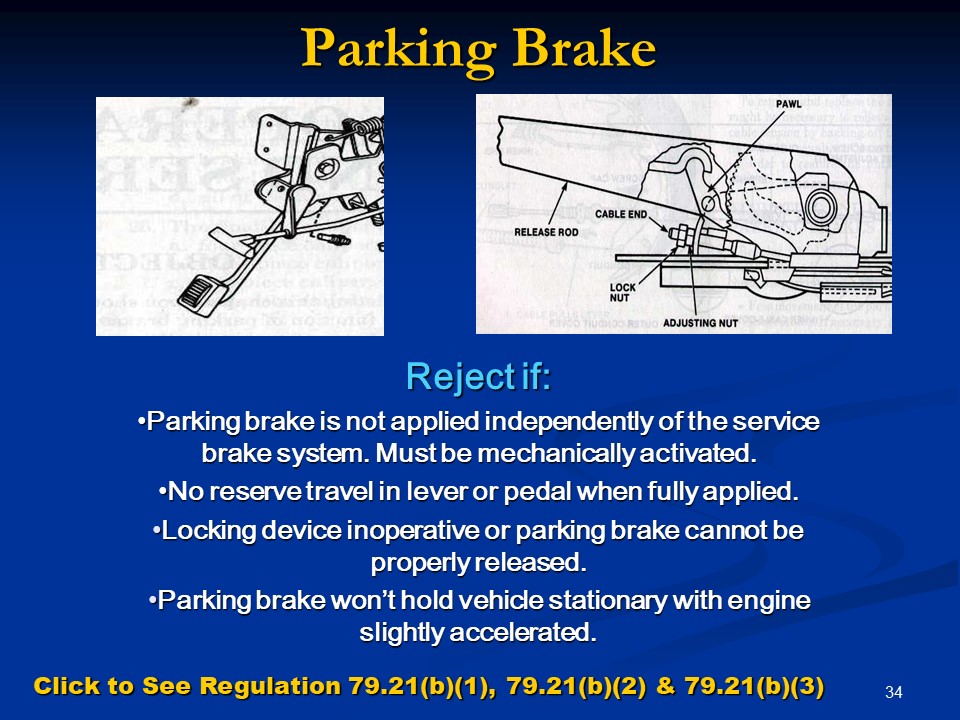 Parking Brake
PAWL
CABLE END
RELEASE ROD
LOCK
NUT
ADJUSTING NUT
Reject if:
•Parking brake is not applied independently of the service
brake system. Must be mechanically activated.
•No reserve travel in lever or pedal when fully applied.
•Locking device inoperative or parking brake cannot be
properly released.
•Parking brake won’t hold vehicle stationary with engine
slightly accelerated.
Click to See Regulation 79.21(b)(1), 79.21(b)(2) & 79.21(b)(3)
34